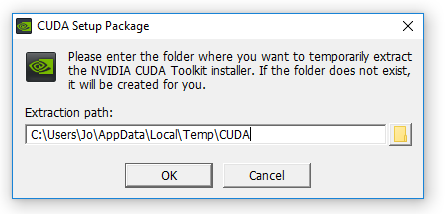 CUDA Setup Package
Please enter the folder where you want to temporarily extract
the NVIDIA CUDA Toolkit installer. If the folder does not exist,
it will be created for you.
Extraction path:
C:\Users\Jo\AppData\Local\Temp\CUDA
OK Cancel